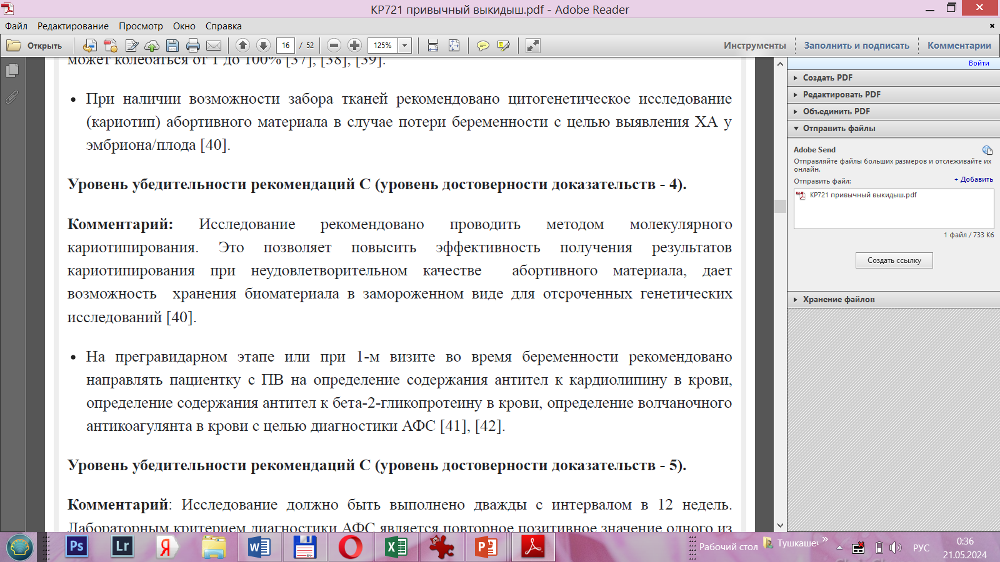 КР721 привычный выкидыш.pdf - Adobe Reader
Файл Редактирование Просмотр Окно Справка
Открыть 16 / 52 125% Инструменты Заполнить и подписать Комментарии
может колебаться от 1 до 100% [37], [38], [39].
• При наличии возможности забора тканей рекомендовано цитогенетическое исследование
(кариотип) абортивного материала в случае потери беременности с целью выявления ХА у
эмбриона/плода [40].
Уровень убедительности рекомендаций С (уровень достоверности доказательств - 4).
Комментарий: Исследование рекомендовано проводить методом молекулярного
кариотипирования. Это позволяет повысить эффективность получения результатов
кариотипирования при неудовлетворительном качестве абортивного материала, дает
возможность хранения биоматериала в замороженном виде для отсроченных генетических
исследований [40].
• На прегравидарном этапе или при 1-м визите во время беременности рекомендовано
направлять пациентку с ПВ на определение содержания антител к кардиолипину в крови,
определение содержания антител к бета-2-гликопротеину в крови, определение волчаночного
антикоагулянта в крови с целью диагностики АФС [41], [42].
Уровень убедительности рекомендаций С (уровень достоверности доказательств - 5).
Комментарий: Исследование должно быть выполнено дважды с интервалом в 12 недель.
Лабораторным критерием диагностики АФС является повторное позитивное значение одного из
Войти
Создать PDF
Редактировать PDF
Объединить PDF
Отправить файлы
Adobe Send
Отправляйте файлы больших размеров и отслеживайте их
онлайн.
Отправить файл: + Добавить
КР721 привычный выкидыш.pdf
1 файл / 733 Кб
Создать ссылку
Хранение файлов
Ps Lr Я W X P
Рабочий стол Тушкашеч » РУС
0:36
21.05.2024